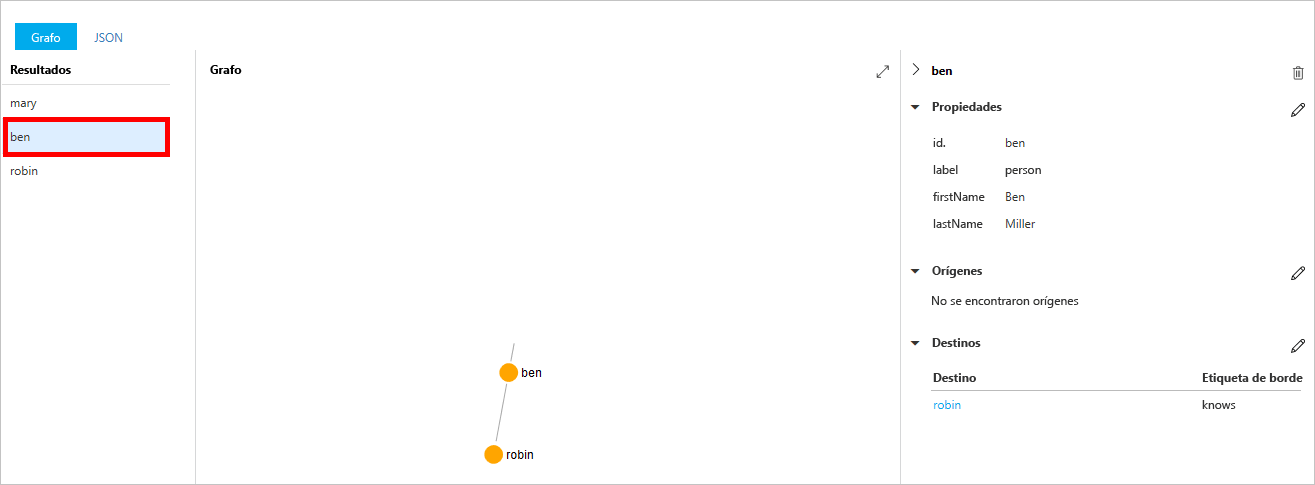 Grafo JSON
Resultados
mary
ben
robin
Grafo
ben
robin
ben
Propiedades
id. ben
label person
firstName Ben
lastName Miller
Orígenes
No se encontraron orígenes
Destinos
Destino Etiqueta de borde
robin knows